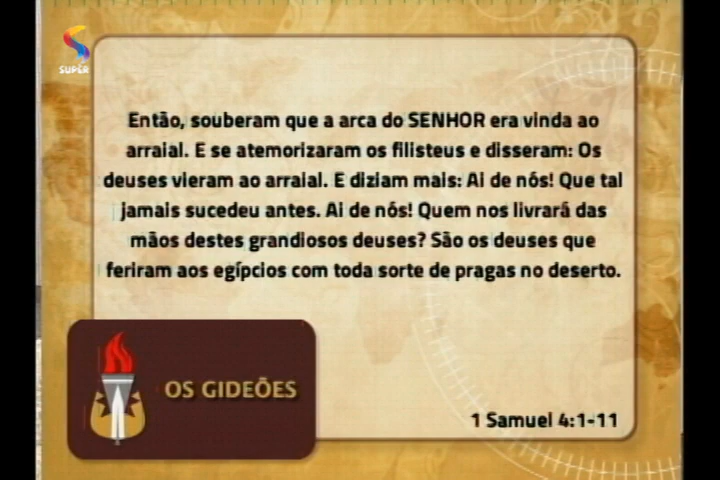 SUPER
Então, souberam que a arca do SENHOR era vinda ao
arraial. E se atemorizaram os filisteus e disseram: Os
deuses vieram ao arraial. E diziam mais: Ai de nós! Que tal
jamais sucedeu antes. Ai de nós! Quem nos livrará das
mãos destes grandiosos deuses? São os deuses que
feriram aos egípcios com toda sorte de pragas no deserto.
OS GIDEÕES
1 Samuel 4:1-11